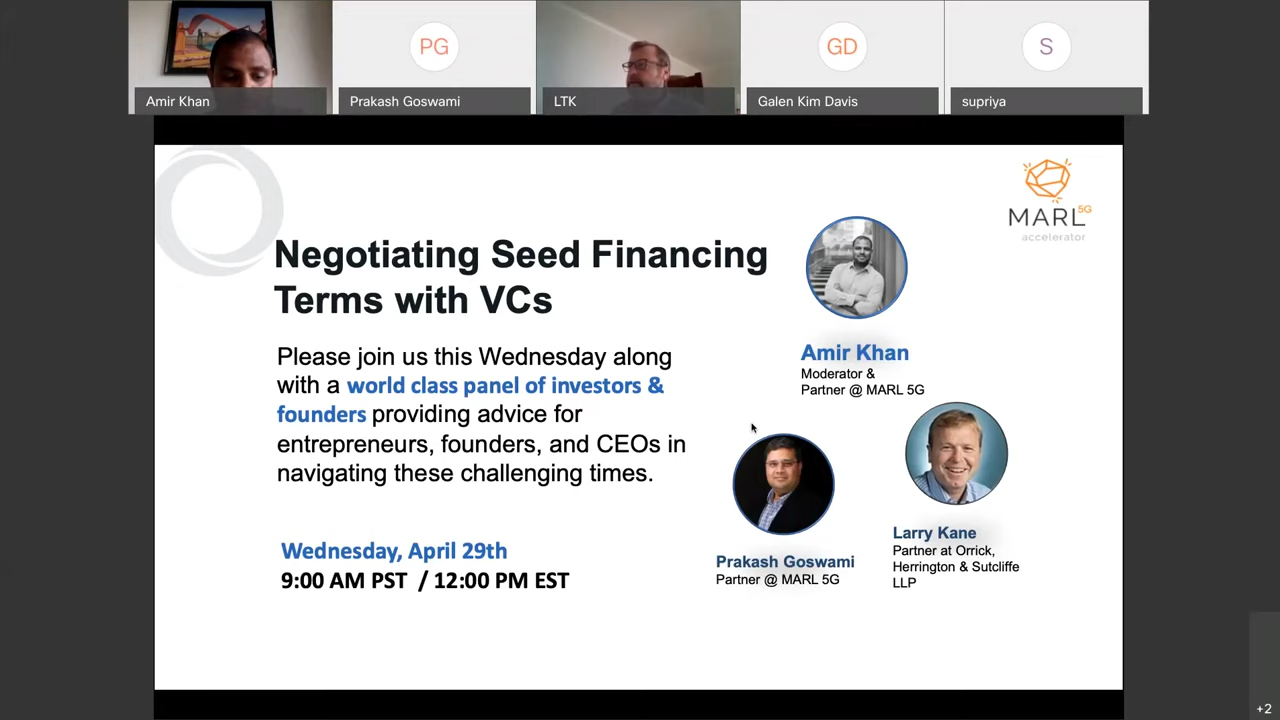 PG
GD
S
Amir Khan
Prakash Goswami
LTK
Galen Kim Davis
supriya
MARL 5G
accelerator
Negotiating Seed Financing
Terms with VCs
Please join us this Wednesday along
with a world class panel of investors &
founders providing advice for
entrepreneurs, founders, and CEOs in
navigating these challenging times.
Wednesday, April 29th
9:00 AM PST / 12:00 PM EST
Amir Khan
Moderator &
Partner @ MARL 5G
Prakash Goswami
Partner @ MARL 5G
Larry Kane
Partner at Orrick,
Herrington & Sutcliffe
LLP
+2